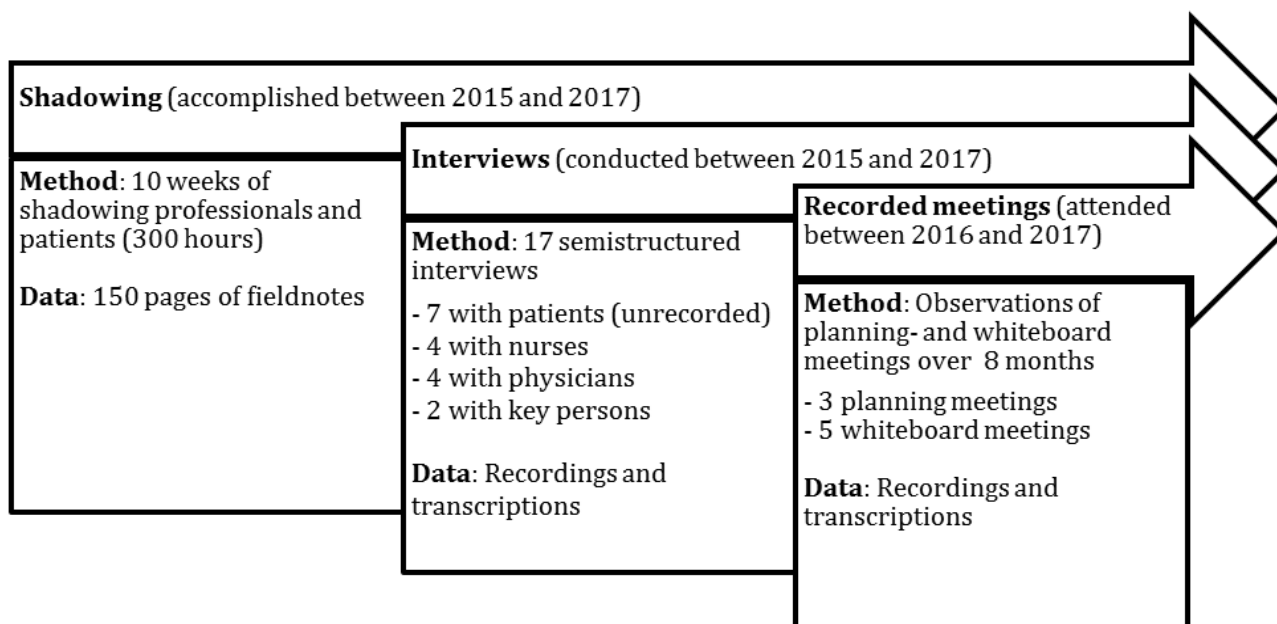 Shadowing (accomplished between 2015 and 2017)
Method: 10 weeks of
shadowing professionals and
patients (300 hours)
Data: 150 pages of fieldnotes
Interviews (conducted between 2015 and 2017)
Method: 17 semistructured
interviews
- 7 with patients (unrecorded)
- 4 with nurses
- 4 with physicians
- 2 with key persons
Data: Recordings and
transcriptions
Recorded meetings (attended
between 2016 and 2017)
Method: Observations of
planning- and whiteboard
meetings over 8 months
- 3 planning meetings
- 5 whiteboard meetings
Data: Recordings and
transcriptions